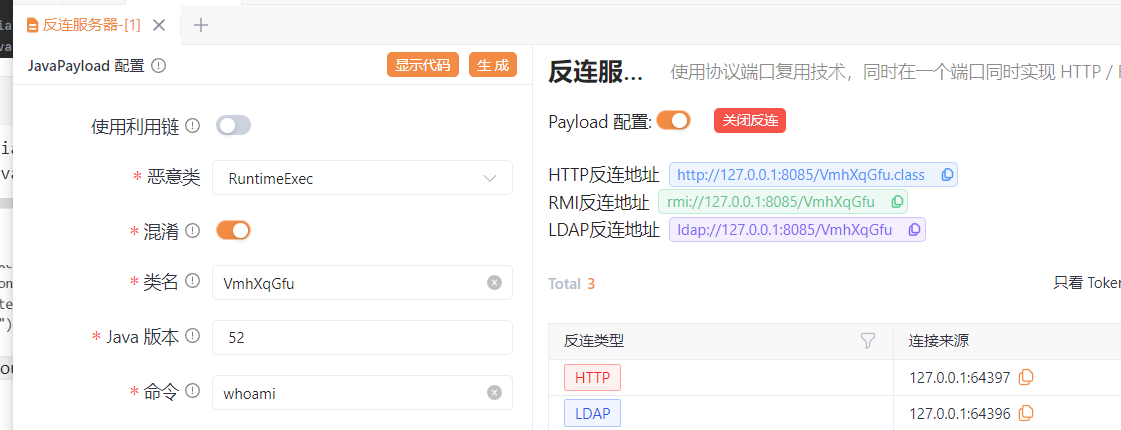 反连服务器-[1]
JavaPayload 配置
显示代码
生 成
使用利用链
* 恶意类 RuntimeExec
* 混淆
* 类名 VmhXqGfu
* Java 版本 52
* 命令 whoami
反连服...
使用协议端口复用技术，同时在一个端口同时实现 HTTP /
Payload 配置:
关闭反连
HTTP反连地址 http://127.0.0.1:8085/VmhXqGfu.class
RMI反连地址 rmi://127.0.0.1:8085/VmhXqGfu
LDAP反连地址 ldap://127.0.0.1:8085/VmhXqGfu
Total 3
只看 Token
反连类型 连接来源
HTTP 127.0.0.1:64397
LDAP 127.0.0.1:64396